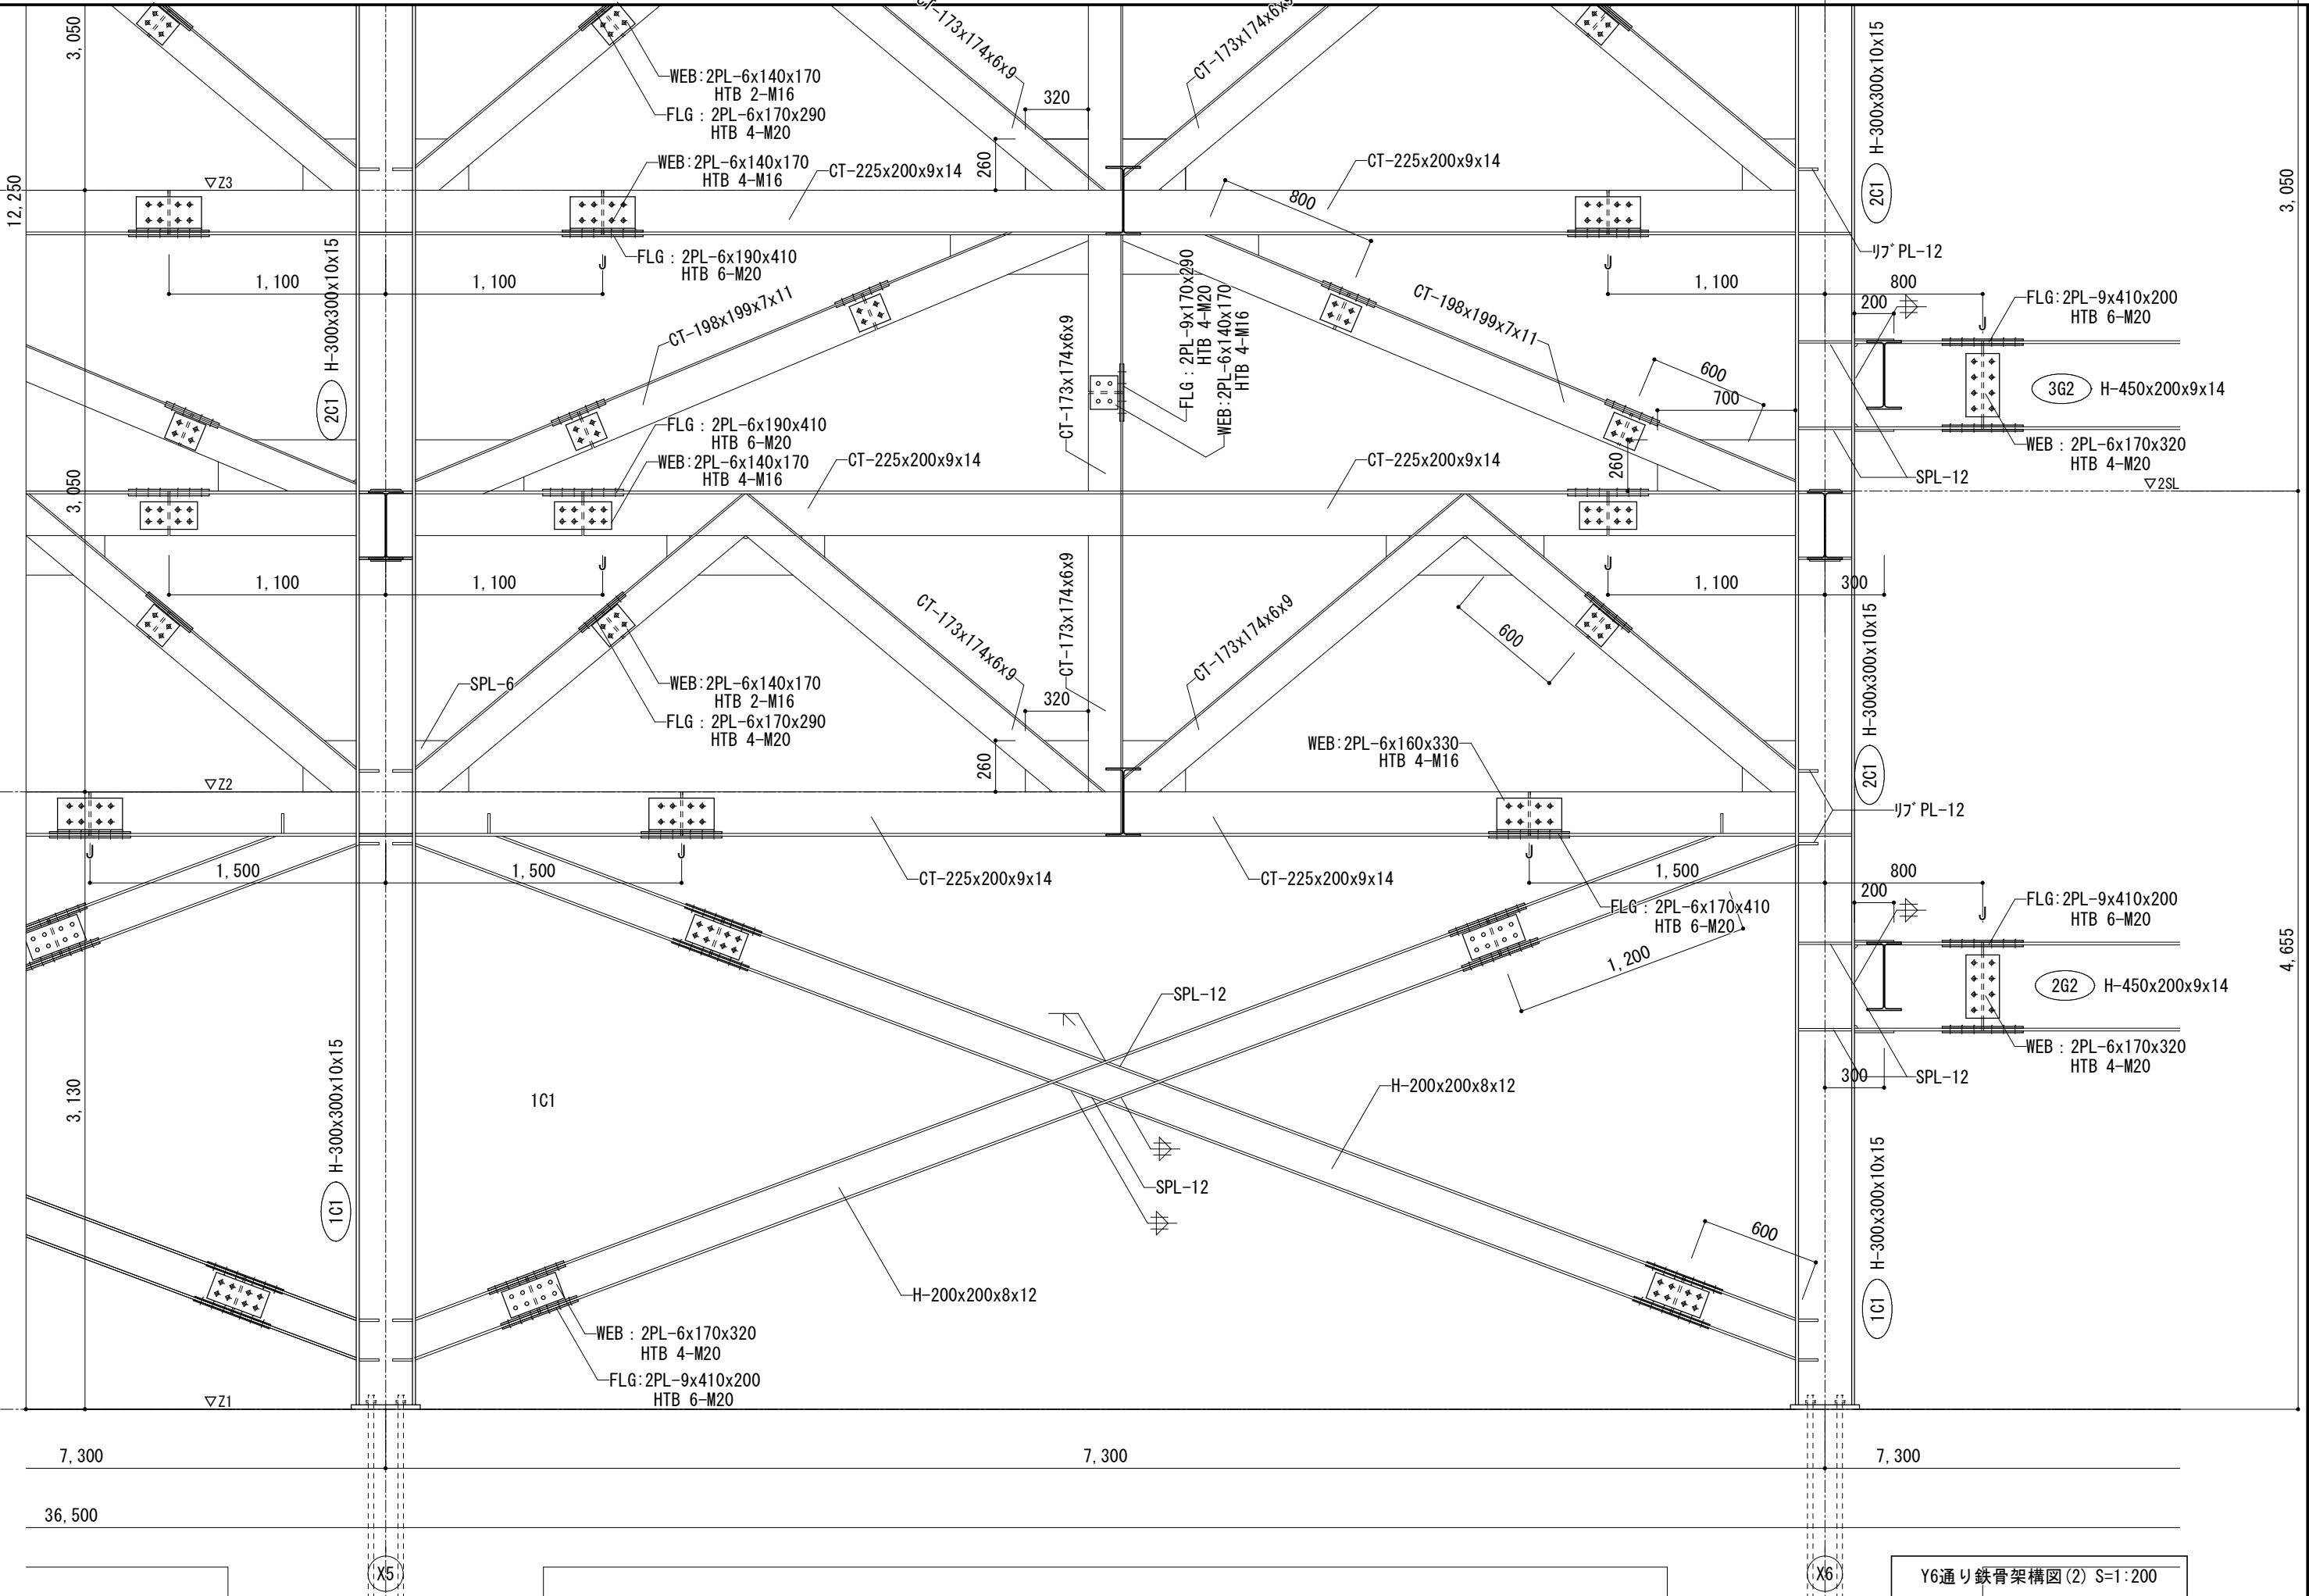 3,050
12,250
3,050
3,130
▽Z3
▽Z2
▽Z1
CT-173x174x6x9
CT-173x174x6x9
WEB:2PL-6x140x170
HTB 2-M16
FLG : 2PL-6x170x290
HTB 4-M20
320
260
WEB:2PL-6x140x170
HTB 4-M16
CT-225x200x9x14
CT-225x200x9x14
800
FLG : 2PL-6x190x410
HTB 6-M20
J
J
1,100
1,100
1,100
H-300x300x10x15
2C1
CT-198x199x7x11
CT-198x199x7x11
CT-173x174x6x9
FLG : 2PL-9x170x290
HTB 4-M20
WEB:2PL-6x140x170
HTB 4-M16
600
700
260
FLG : 2PL-6x190x410
HTB 6-M20
WEB:2PL-6x140x170
HTB 4-M16
CT-225x200x9x14
CT-225x200x9x14
H-300x300x10x15
2C1
3,050
リブPL-12
800
200
J
FLG:2PL-9x410x200
HTB 6-M20
3G2
H-450x200x9x14
WEB : 2PL-6x170x320
HTB 4-M20
SPL-12
▽2SL
J
J
1,100
1,100
1,100
300
SPL-6
WEB:2PL-6x140x170
HTB 2-M16
FLG : 2PL-6x170x290
HTB 4-M20
CT-173x174x6x9
CT-173x174x6x9
CT-173x174x6x9
320
260
600
WEB:2PL-6x160x330
HTB 4-M16
H-300x300x10x15
2C1
リブPL-12
J
J
J
1,500
1,500
1,500
CT-225x200x9x14
CT-225x200x9x14
FLG : 2PL-6x170x410
HTB 6-M20
1,200
800
200
J
FLG:2PL-9x410x200
HTB 6-M20
2G2
H-450x200x9x14
WEB : 2PL-6x170x320
HTB 4-M20
300
SPL-12
4,655
SPL-12
H-200x200x8x12
SPL-12
H-300x300x10x15
1C1
1C1
H-200x200x8x12
600
H-300x300x10x15
1C1
WEB : 2PL-6x170x320
HTB 4-M20
FLG:2PL-9x410x200
HTB 6-M20
7,300
7,300
7,300
36,500
X5
X6
Y6通り鉄骨架構図(2) S=1:200